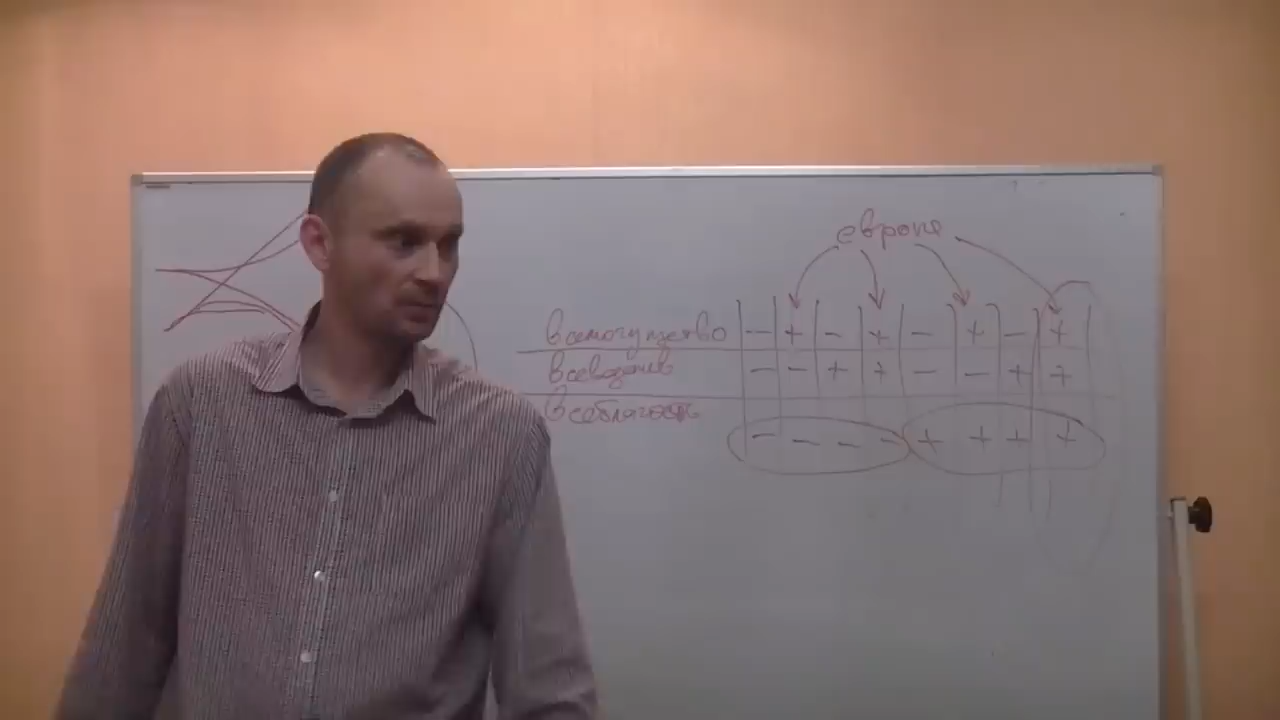 европа
всемогущество - + - + - + - +
всеведение - - + + - - + +
всеблагость
- - - - + + + +